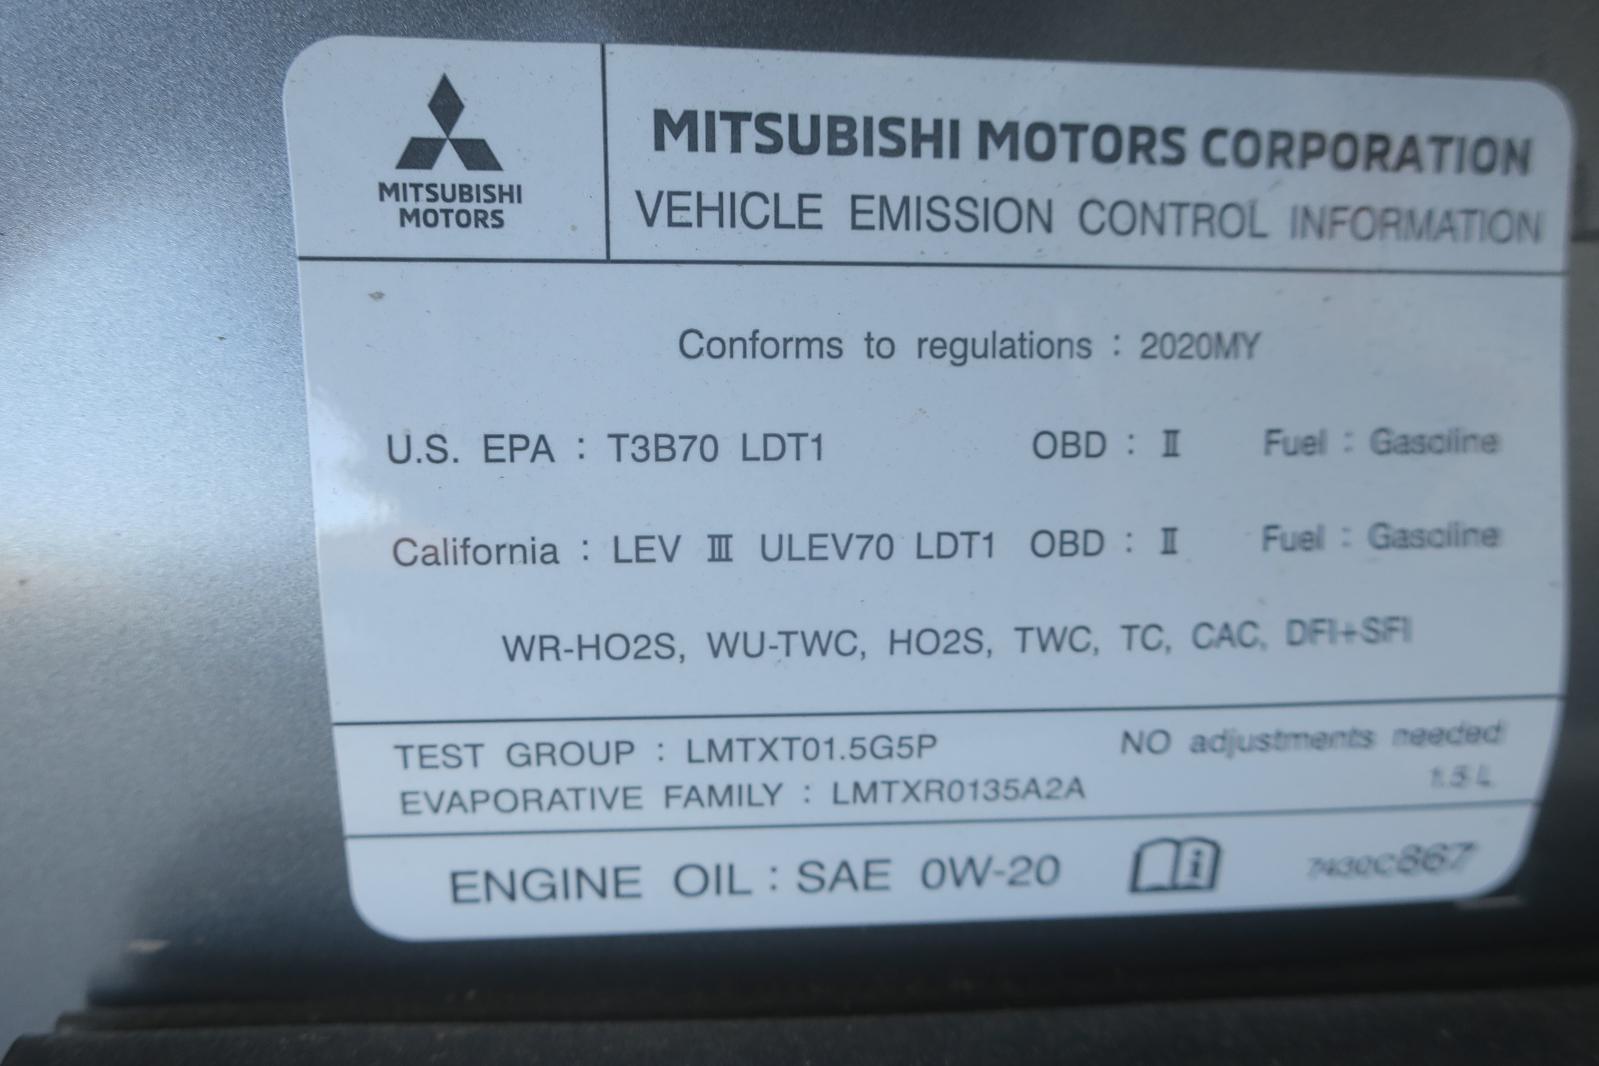 MITSUBISHI
MOTORS
MITSUBISHI MOTORS CORPORATION
VEHICLE EMISSION CONTROL INFORMATION
Conforms to regulations : 2020MY
U.S. EPA : T3B70 LDT1 OBD : Ⅱ Fuel : Gasoline
California : LEV Ⅲ ULEV70 LDT1 OBD : Ⅱ Fuel : Gasoline
WR-HO2S, WU-TWC, HO2S, TWC, TC, CAC, DFI+SFI
TEST GROUP : LMTXT01.5G5P NO adjustments needed
EVAPORATIVE FAMILY : LMTXR0135A2A 1.5 L
ENGINE OIL : SAE 0W-20 7430C867